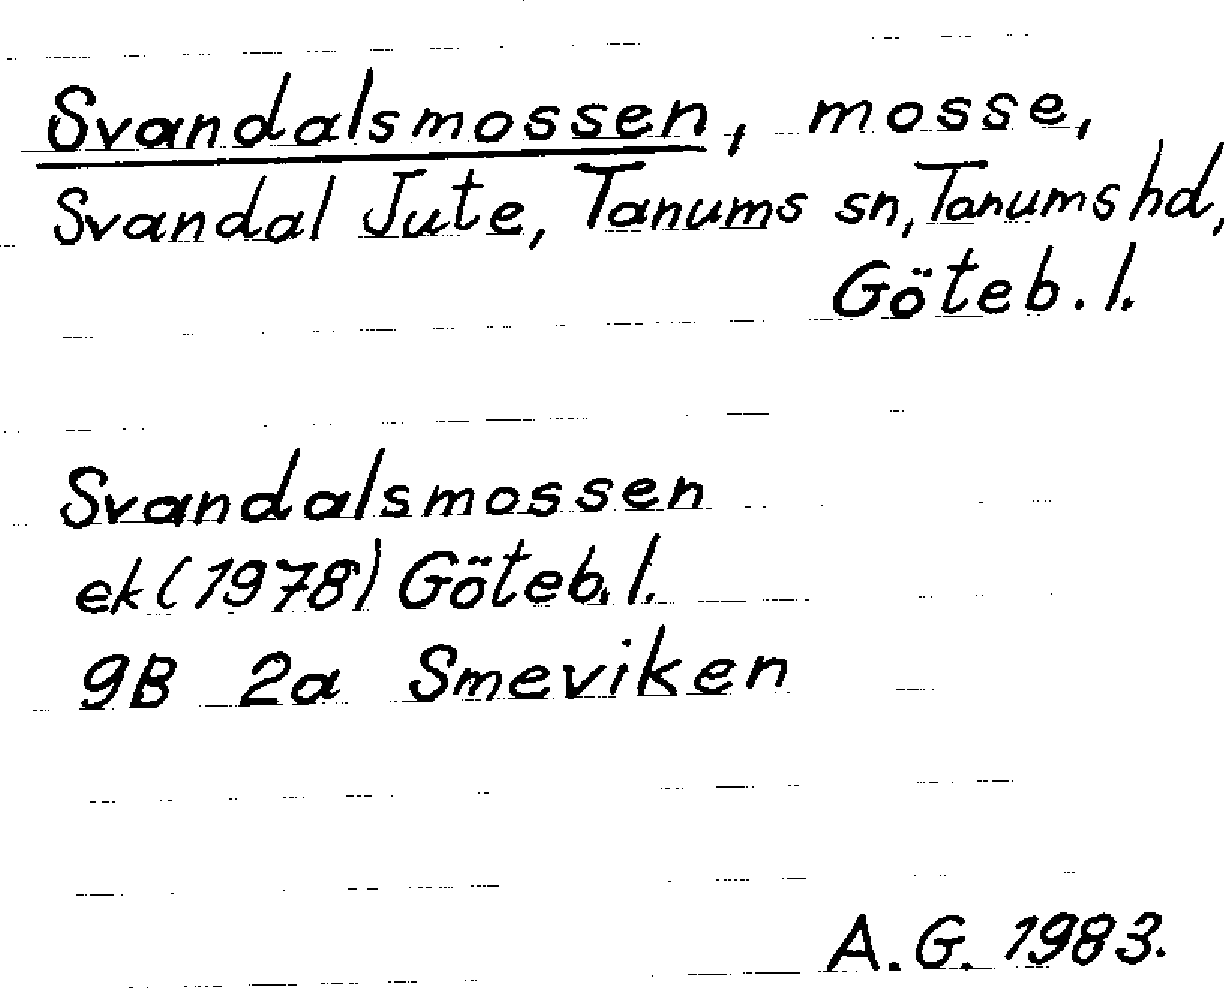 Svandalsmossen, mosse,
Svandal Jute, Tanums sn, Tanums hd,
Göteb. l.
Svandalsmossen
ek (1978) Göteb. l.
9B 2a Smeviken
A. G. 1983.